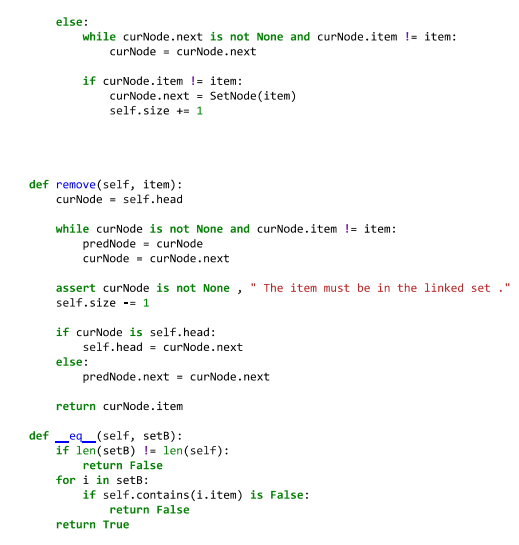 else:
while curNode.next is not None and curNode.item != item:
curNode = curNode.next
if curNode.item != item:
curNode.next = SetNode(item)
self.size += 1
def remove(self, item):
curNode = self.head
while curNode is not None and curNode.item != item:
predNode = curNode
curNode = curNode.next
assert curNode is not None , " The item must be in the linked set ."
self.size -= 1
if curNode is self.head:
self.head = curNode.next
else:
predNode.next = curNode.next
return curNode.item
def __eq__(self, setB):
if len(setB) != len(self):
return False
for i in setB:
if self.contains(i.item) is False:
return False
return True